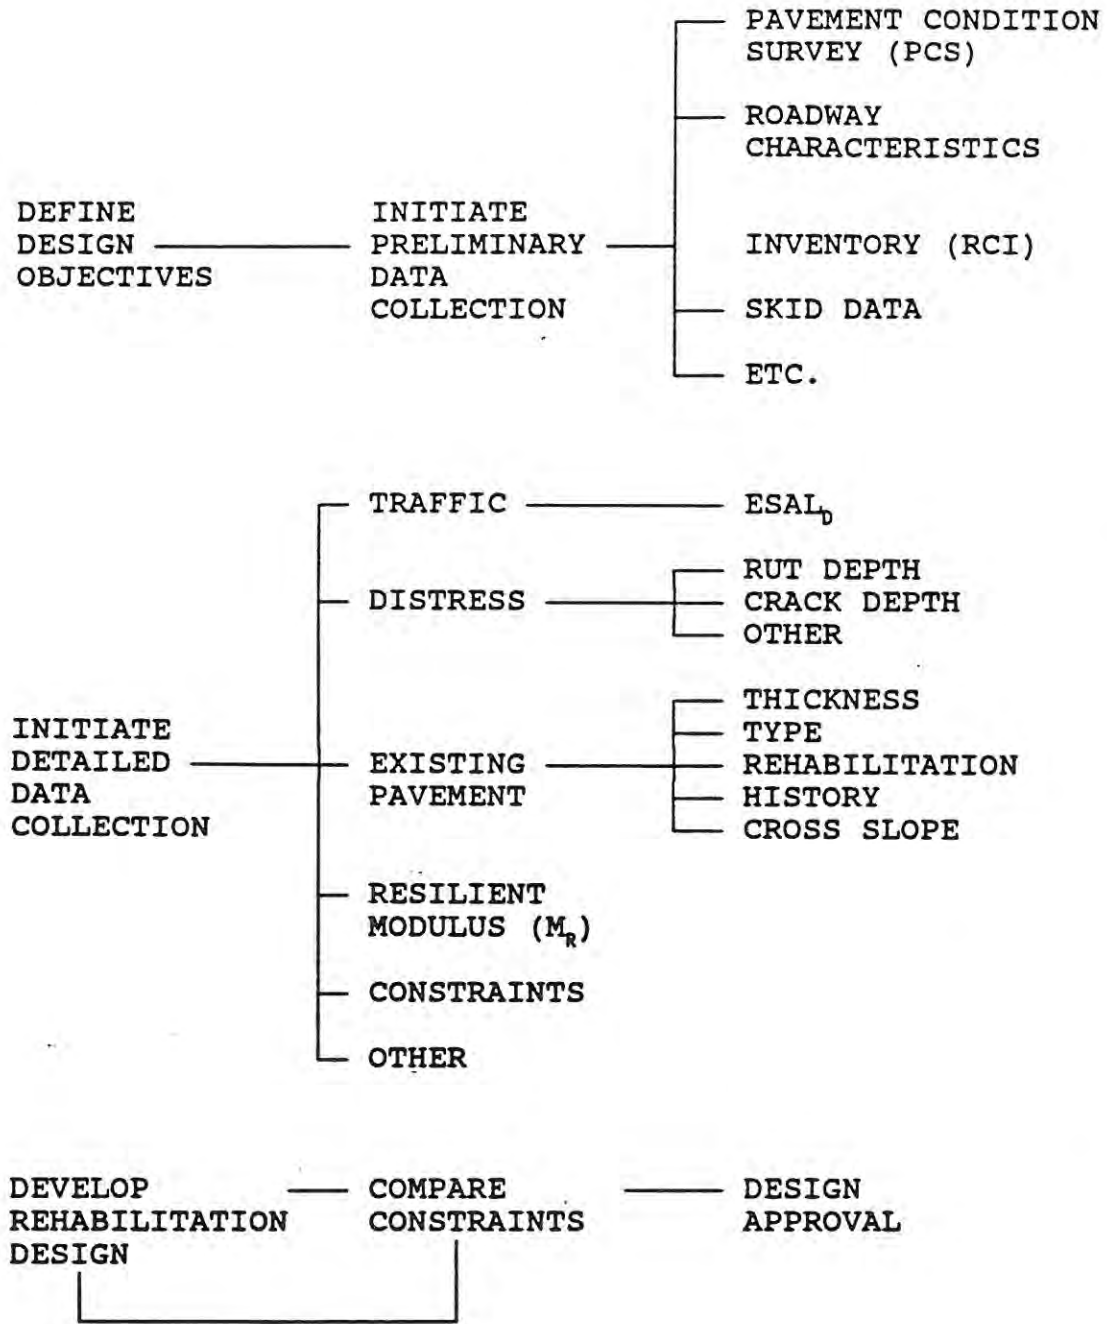 PAVEMENT CONDITION
SURVEY (PCS)
ROADWAY
CHARACTERISTICS
DEFINE
DESIGN
OBJECTIVES
INITIATE
PRELIMINARY
DATA
COLLECTION
INVENTORY (RCI)
SKID DATA
ETC.
TRAFFIC
ESAL_D
DISTRESS
RUT DEPTH
CRACK DEPTH
OTHER
INITIATE
DETAILED
DATA
COLLECTION
EXISTING
PAVEMENT
THICKNESS
TYPE
REHABILITATION
HISTORY
CROSS SLOPE
RESILIENT
MODULUS (M_R)
CONSTRAINTS
OTHER
DEVELOP
REHABILITATION
DESIGN
COMPARE
CONSTRAINTS
DESIGN
APPROVAL